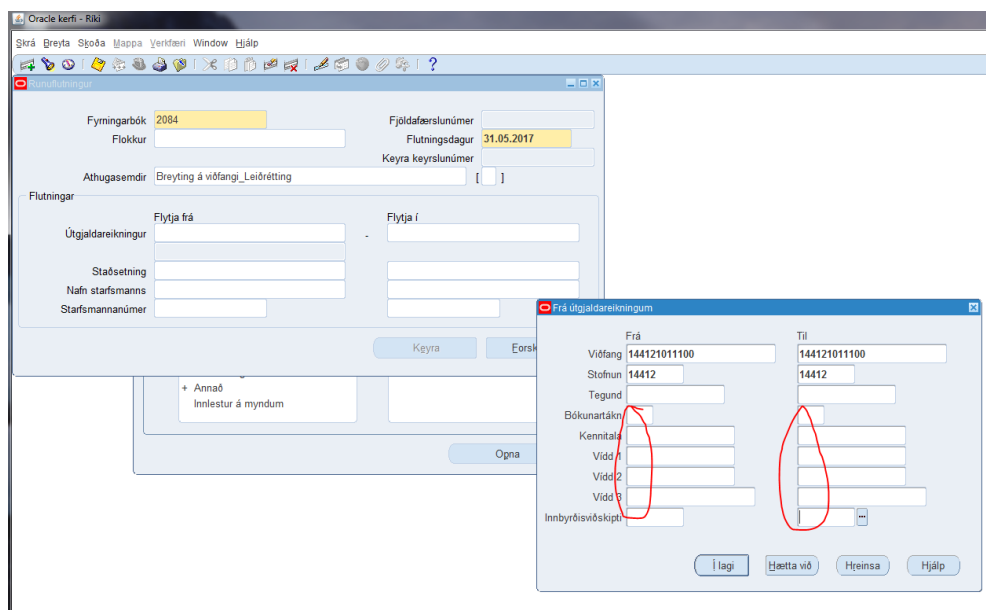 Oracle kerfi - Ríki
Skrá Breyta Skoða Mappa Verkfæri Window Hjálp
Runuflutningur
Fyrningarbók 2084 Fjöldafærslunúmer
Flokkur Flutningsdagur 31.05.2017
Keyra keyrslunúmer
Athugasemdir Breyting á viðfangi_Leiðrétting [ ]
Flutningar
Flytja frá Flytja í
Útgjaldareikningur -
Staðsetning
Nafn starfsmanns
Starfsmannanúmer
Keyra Forsk
+ Annað
Innlestur á myndum
Opna
Frá útgjaldareikningum
Frá Til
Viðfang 144121011100 144121011100
Stofnun 14412 14412
Tegund
Bókunartákn
Kennitala
Vídd 1
Vídd 2
Vídd 3
Innbyrðisviðskipti
Í lagi Hætta við Hreinsa Hjálp